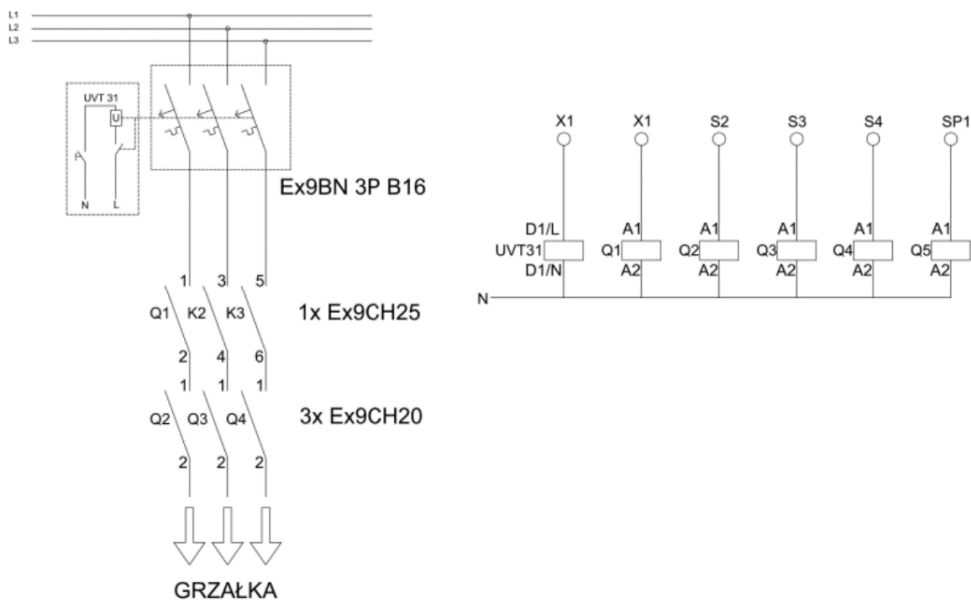 L1
L2
L3
UVT 31
U
N L
Ex9BN 3P B16
1 3 5
Q1 K2 K3
1x Ex9CH25
2 4 6
1 1 1
Q2 Q3 Q4
3x Ex9CH20
2 2 2
GRZAŁKA
X1 X1 S2 S3 S4 SP1
D1/L A1 A1 A1 A1 A1
UVT31 Q1 Q2 Q3 Q4 Q5
D1/N A2 A2 A2 A2 A2
N